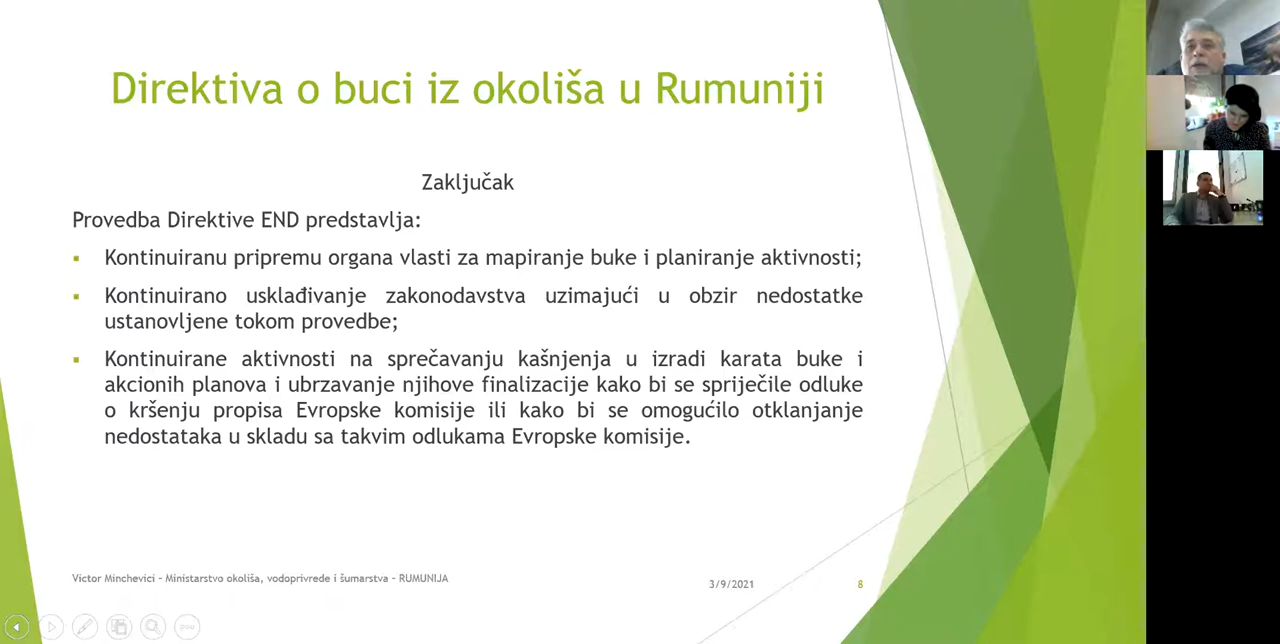 Direktiva o buci iz okoliša u Rumuniji
Zaključak
Provedba Direktive END predstavlja:
Kontinuiranu pripremu organa vlasti za mapiranje buke i planiranje aktivnosti;
Kontinuirano usklađivanje zakonodavstva uzimajući u obzir nedostatke
ustanovljene tokom provedbe;
Kontinuirane aktivnosti na sprečavanju kašnjenja u izradi karata buke i
akcionih planova i ubrzavanje njihove finalizacije kako bi se spriječile odluke
o kršenju propisa Evropske komisije ili kako bi se omogućilo otklanjanje
nedostataka u skladu sa takvim odlukama Evropske komisije.
Victor Minchevici – Ministarstvo okoliša, vodoprivrede i šumarstva – RUMUNIJA
3/9/2021
8